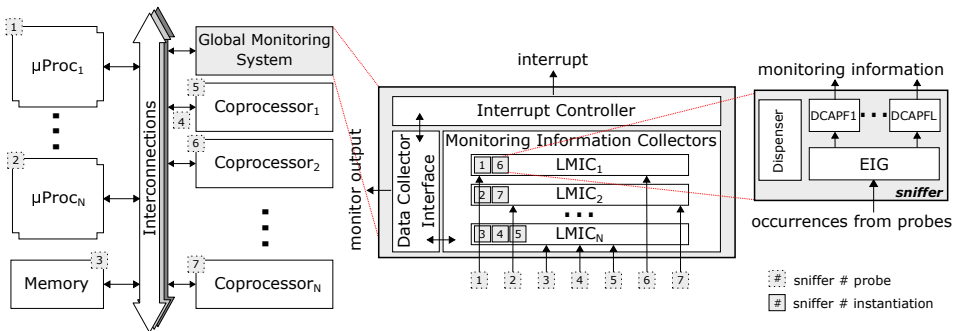 1
µProc1
2
µProcN
3
Memory
Interconnections
Global Monitoring
System
5
4
Coprocessor1
6
Coprocessor2
7
CoprocessorN
interrupt
Interrupt Controller
monitor output
Data Collector
Interface
Monitoring Information Collectors
1 6 LMIC1
2 7 LMIC2
3 4 5 LMICN
1 2 3 4 5 6 7
monitoring information
Dispenser
DCAPF1 DCAPFL
EIG
sniffer
occurrences from probes
# sniffer # probe
# sniffer # instantiation